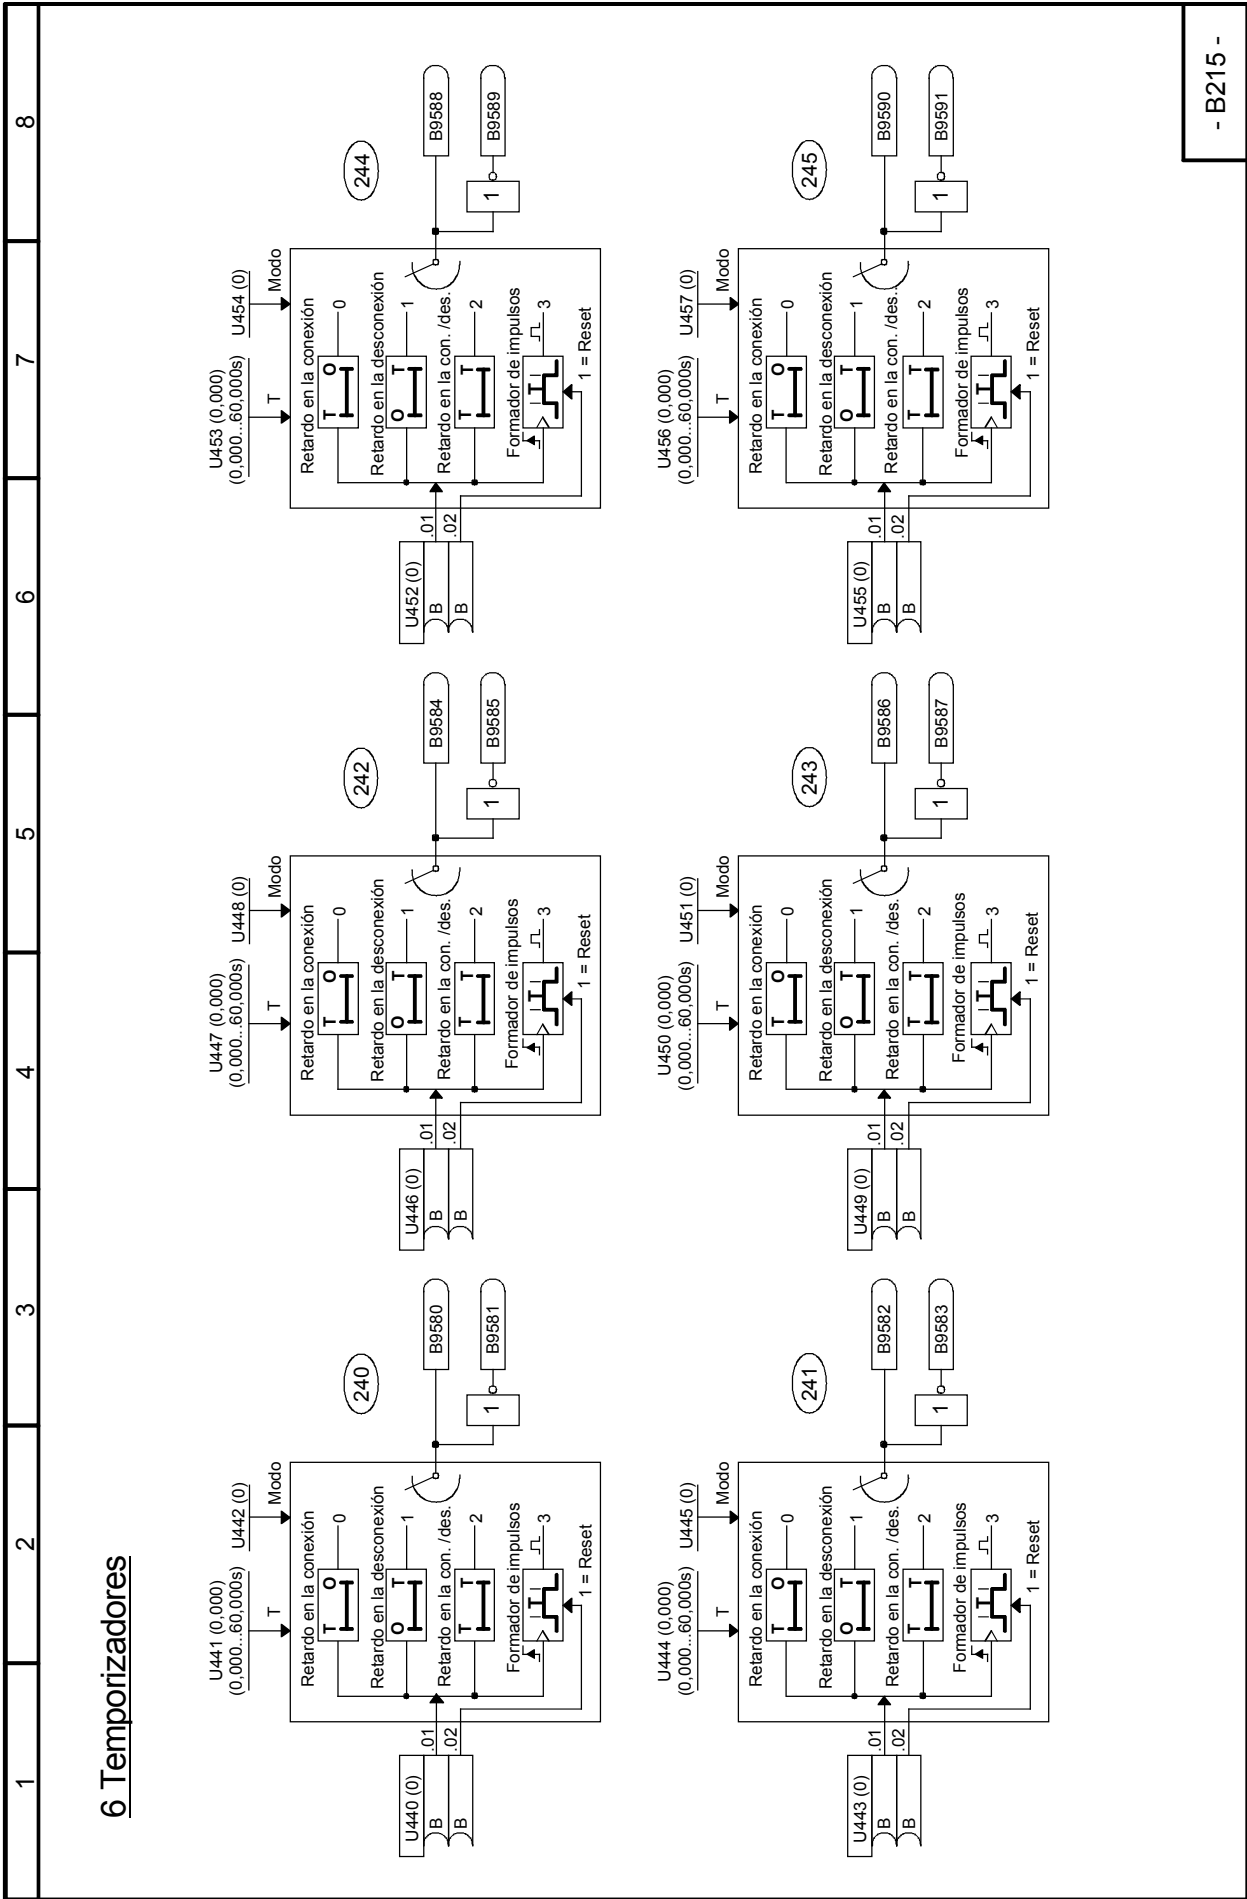 1 2 3 4 5 6 7 8
6 Temporizadores
U441 (0,000)
(0,000...60,000s)
T
U442 (0)
Modo
240
Retardo en la conexión
T O
0
Retardo en la desconexión
O T
1
Retardo en la con. /des.
T T
2
Formador de impulsos
T
3
1 = Reset
U440 (0)
B .01
B .02
1
B9580
B9581
U447 (0,000)
(0,000...60,000s)
T
U448 (0)
Modo
242
Retardo en la conexión
T O
0
Retardo en la desconexión
O T
1
Retardo en la con. /des.
T T
2
Formador de impulsos
T
3
1 = Reset
U446 (0)
B .01
B .02
1
B9584
B9585
U453 (0,000)
(0,000...60,000s)
T
U454 (0)
Modo
244
Retardo en la conexión
T O
0
Retardo en la desconexión
O T
1
Retardo en la con. /des.
T T
2
Formador de impulsos
T
3
1 = Reset
U452 (0)
B .01
B .02
1
B9588
B9589
U444 (0,000)
(0,000...60,000s)
T
U445 (0)
Modo
241
Retardo en la conexión
T O
0
Retardo en la desconexión
O T
1
Retardo en la con. /des.
T T
2
Formador de impulsos
T
3
1 = Reset
U443 (0)
B .01
B .02
1
B9582
B9583
U450 (0,000)
(0,000...60,000s)
T
U451 (0)
Modo
243
Retardo en la conexión
T O
0
Retardo en la desconexión
O T
1
Retardo en la con. /des.
T T
2
Formador de impulsos
T
3
1 = Reset
U449 (0)
B .01
B .02
1
B9586
B9587
U456 (0,000)
(0,000...60,000s)
T
U457 (0)
Modo
245
Retardo en la conexión
T O
0
Retardo en la desconexión
O T
1
Retardo en la con. /des.
T T
2
Formador de impulsos
T
3
1 = Reset
U455 (0)
B .01
B .02
1
B9590
B9591
- B215 -